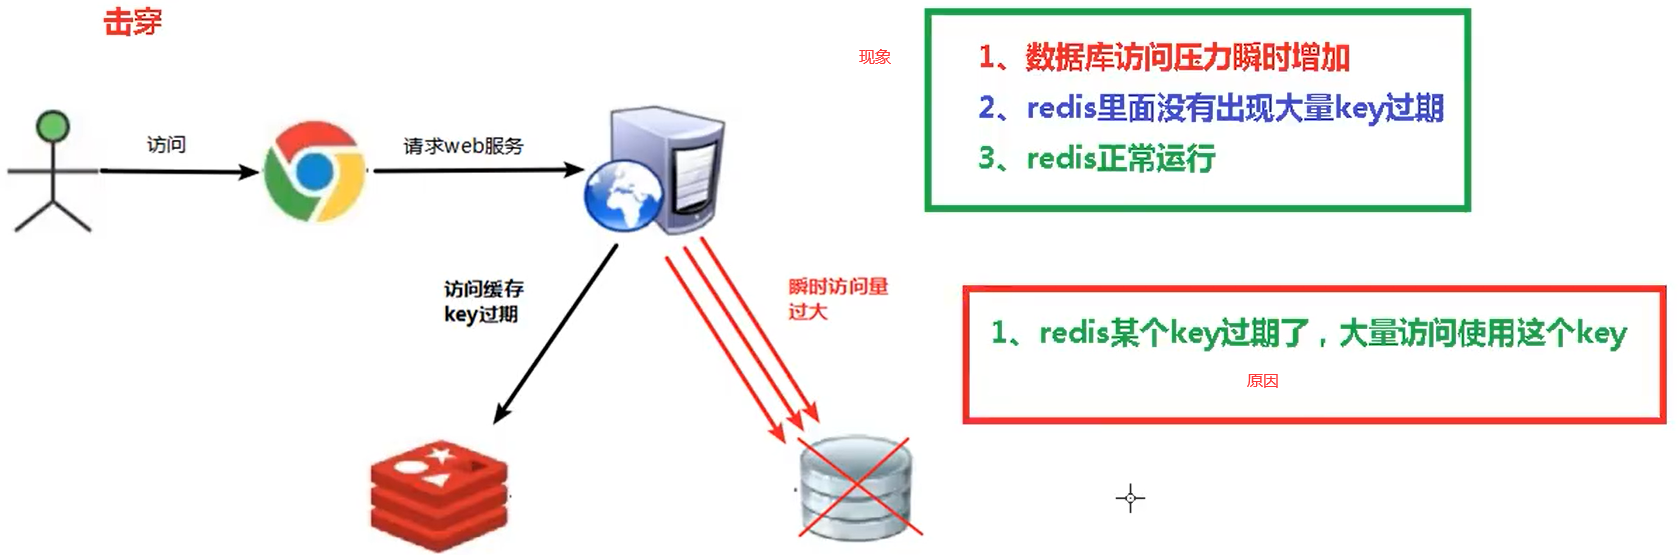 击穿
现象
1、数据库访问压力瞬时增加
2、redis里面没有出现大量key过期
3、redis正常运行
访问
请求web服务
访问缓存
key过期
瞬时访问量
过大
1、redis某个key过期了，大量访问使用这个key
原因